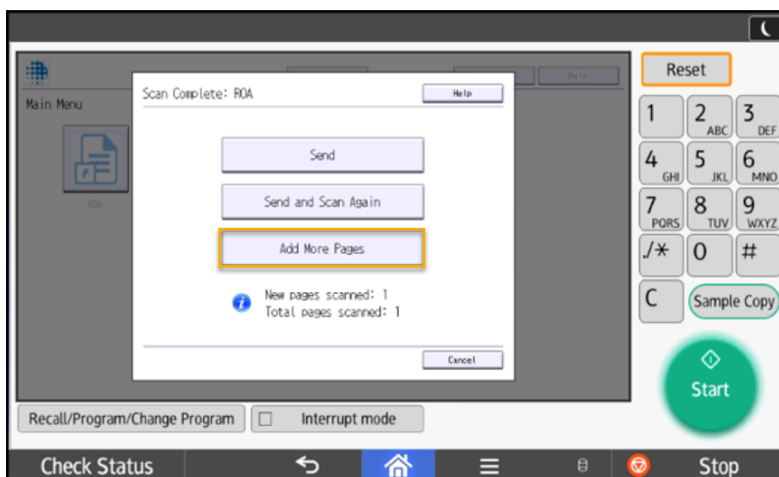 Reset
Help
Main Menu
Scan Complete: ROA
Help
ROA
Send
Send and Scan Again
Add More Pages
New pages scanned: 1
Total pages scanned: 1
Cancel
1
2 ABC
3 DEF
4 GHI
5 JKL
6 MNO
7 PQRS
8 TUV
9 WXYZ
./*
0
#
C
Sample Copy
Start
Recall/Program/Change Program
Interrupt mode
Check Status
Stop